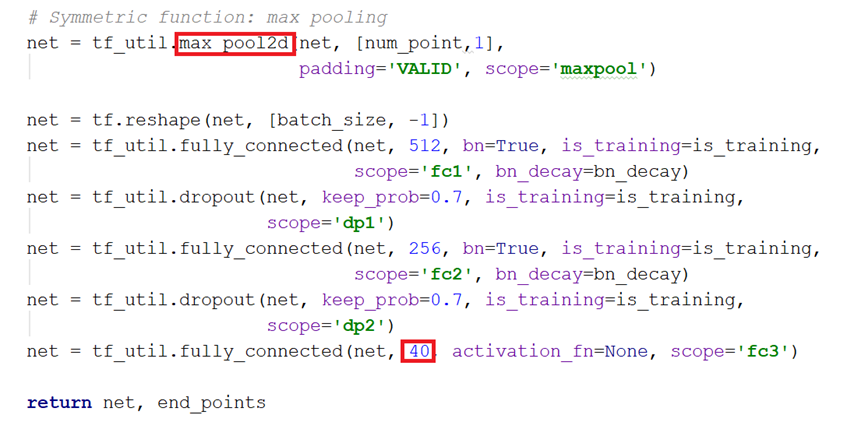 # Symmetric function: max pooling
net = tf_util.max_pool2d(net, [num_point,1],
padding='VALID', scope='maxpool')
net = tf.reshape(net, [batch_size, -1])
net = tf_util.fully_connected(net, 512, bn=True, is_training=is_training,
scope='fc1', bn_decay=bn_decay)
net = tf_util.dropout(net, keep_prob=0.7, is_training=is_training,
scope='dp1')
net = tf_util.fully_connected(net, 256, bn=True, is_training=is_training,
scope='fc2', bn_decay=bn_decay)
net = tf_util.dropout(net, keep_prob=0.7, is_training=is_training,
scope='dp2')
net = tf_util.fully_connected(net, 40, activation_fn=None, scope='fc3')
return net, end_points